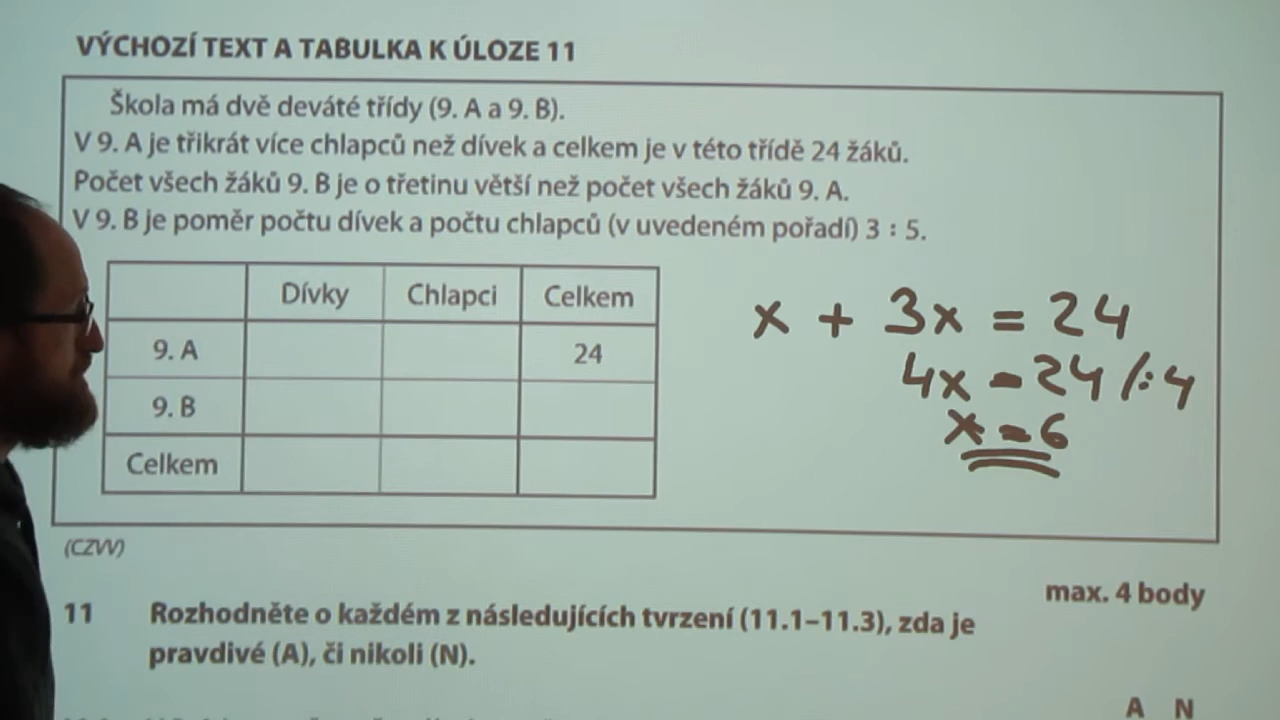 VÝCHOZÍ TEXT A TABULKA K ÚLOZE 11
Škola má dvě deváté třídy (9. A a 9. B).
V 9. A je třikrát více chlapců než dívek a celkem je v této třídě 24 žáků.
Počet všech žáků 9. B je o třetinu větší než počet všech žáků 9. A.
V 9. B je poměr počtu dívek a počtu chlapců (v uvedeném pořadí) 3 : 5.
Dívky Chlapci Celkem
9. A 24
9. B
Celkem
x + 3x = 24
4x = 24 /:4
x = 6
(CZVV)
max. 4 body
11 Rozhodněte o každém z následujících tvrzení (11.1–11.3), zda je
pravdivé (A), či nikoli (N).
A N